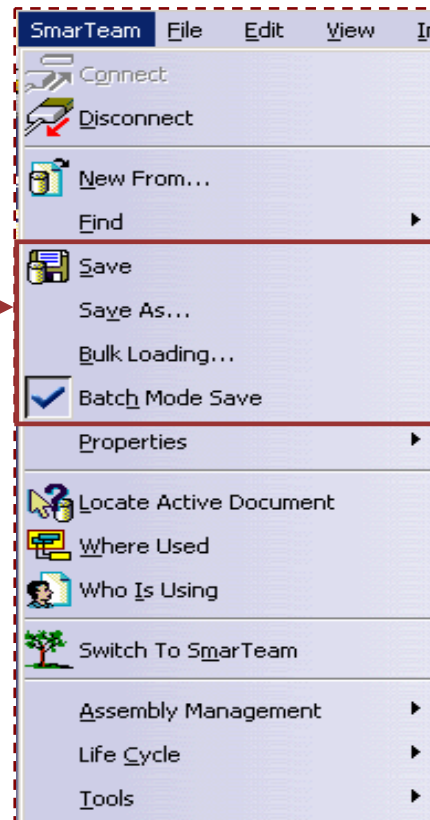 SmarTeam File Edit View
Connect
Disconnect
New From...
Find
Save
Save As...
Bulk Loading...
Batch Mode Save
Properties
Locate Active Document
Where Used
Who Is Using
Switch To SmarTeam
Assembly Management
Life Cycle
Tools